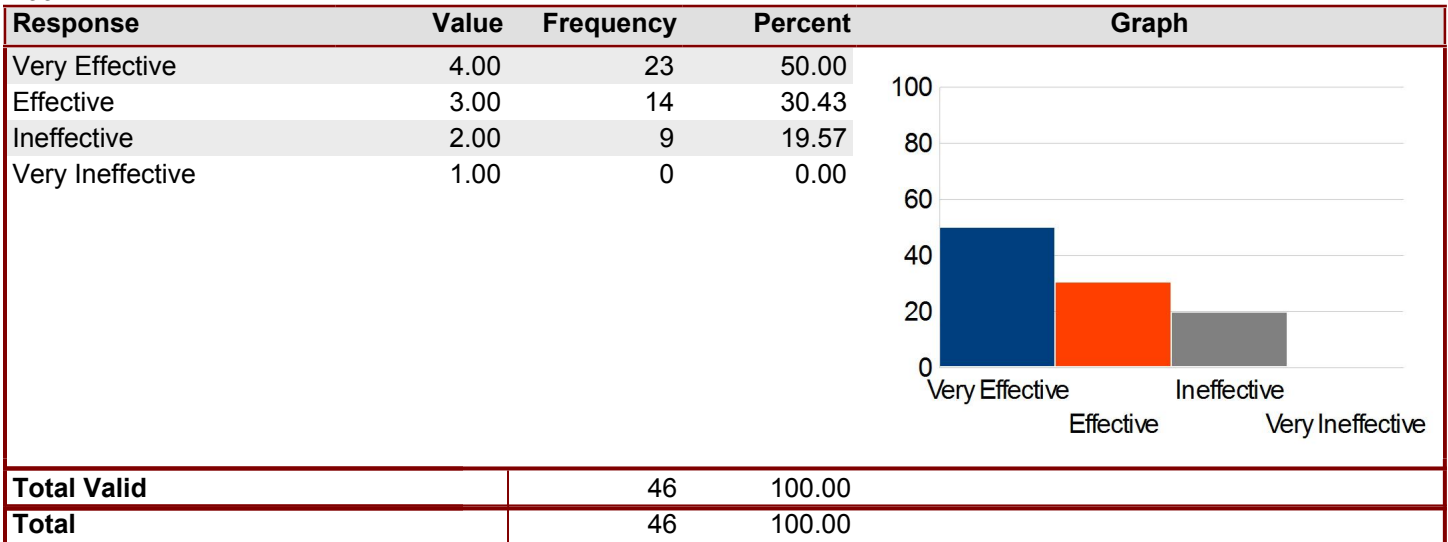 Response Value Frequency Percent Graph
Very Effective 4.00 23 50.00
Effective 3.00 14 30.43
Ineffective 2.00 9 19.57
Very Ineffective 1.00 0 0.00
100
80
60
40
20
0
Very Effective Ineffective
Effective Very Ineffective
Total Valid 46 100.00
Total 46 100.00